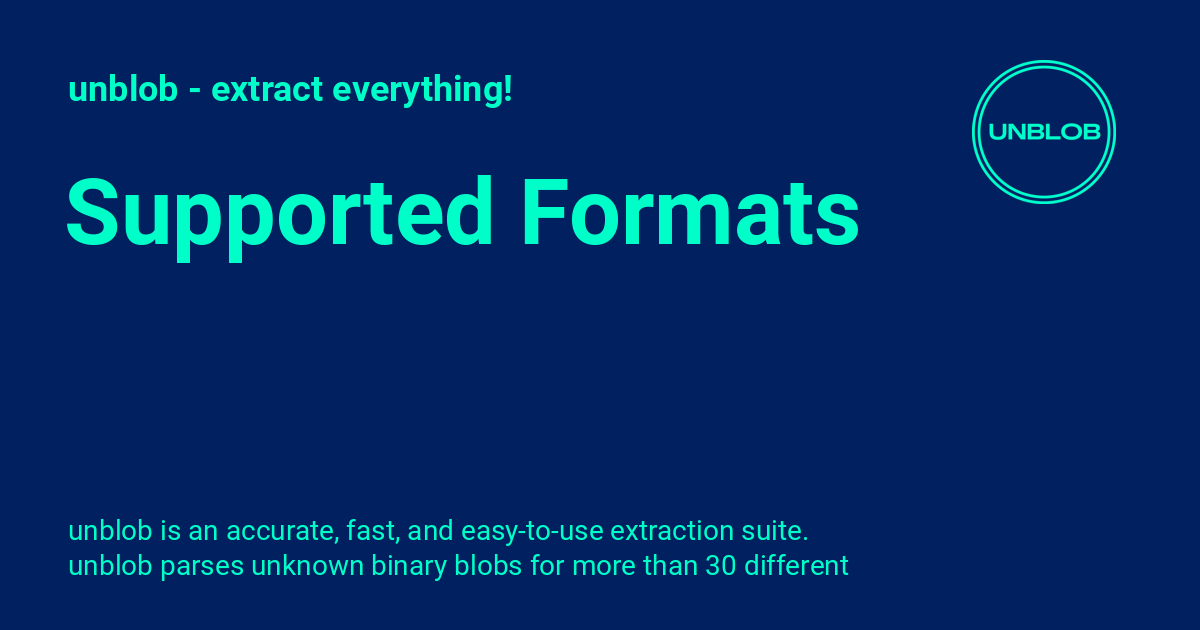 unblob - extract everything!
UNBLOB
Supported Formats
unblob is an accurate, fast, and easy-to-use extraction suite.
unblob parses unknown binary blobs for more than 30 different